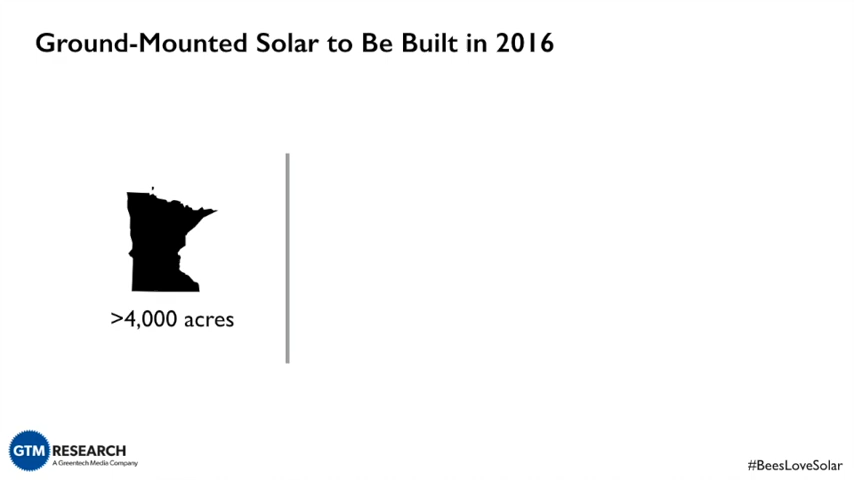 Ground-Mounted Solar to Be Built in 2016
>4,000 acres
GTM RESEARCH
A Greentech Media Company
#BeesLoveSolar